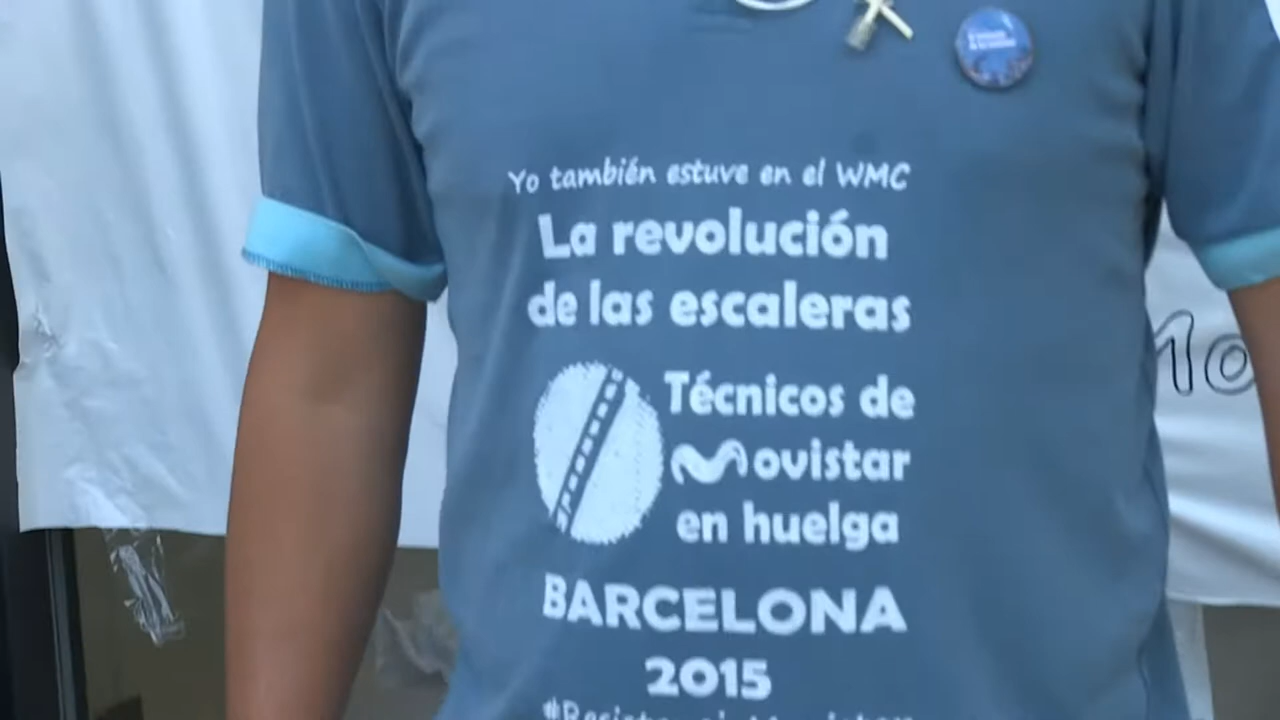 Yo también estuve en el WMC
La revolución
de las escaleras
Técnicos de
Movistar
en huelga
BARCELONA
2015